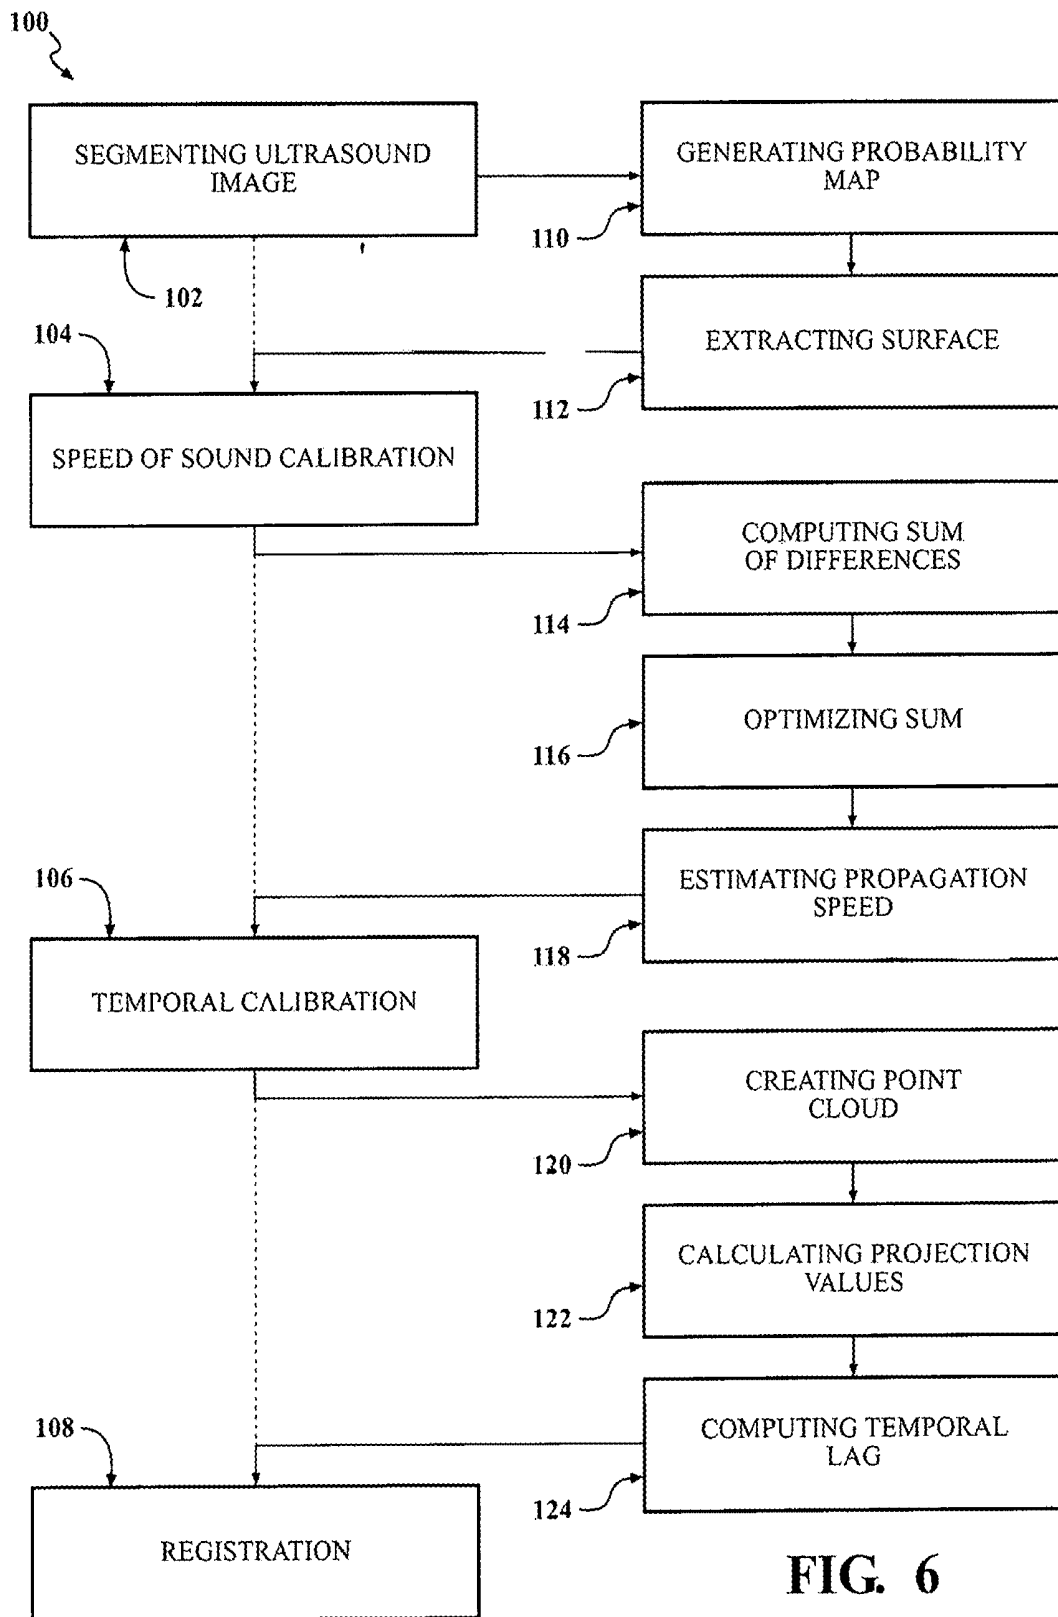 100
SEGMENTING ULTRASOUND
IMAGE
GENERATING PROBABILITY
MAP
110
102
104
EXTRACTING SURFACE
112
SPEED OF SOUND CALIBRATION
COMPUTING SUM
OF DIFFERENCES
114
OPTIMIZING SUM
116
106
ESTIMATING PROPAGATION
SPEED
118
TEMPORAL CALIBRATION
CREATING POINT
CLOUD
120
CALCULATING PROJECTION
VALUES
122
108
COMPUTING TEMPORAL
LAG
124
REGISTRATION
FIG. 6